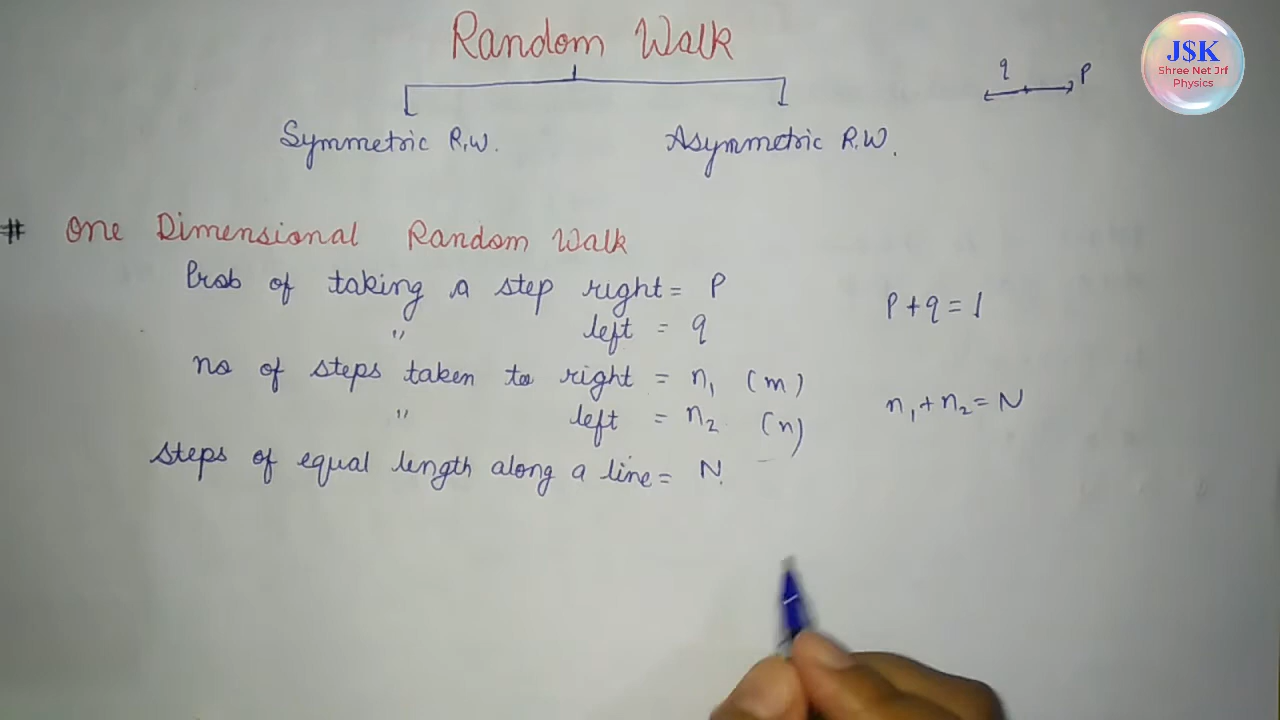 Random Walk
J$K
Shree Net Jrf
Physics
q P
Symmetric R.W.
Asymmetric R.W.
# One Dimensional Random Walk
Prob of taking a step right = P
" left = q
P + q = 1
no of steps taken to right = n₁ (m)
" left = n₂ (n)
n₁ + n₂ = N
Steps of equal length along a line = N.